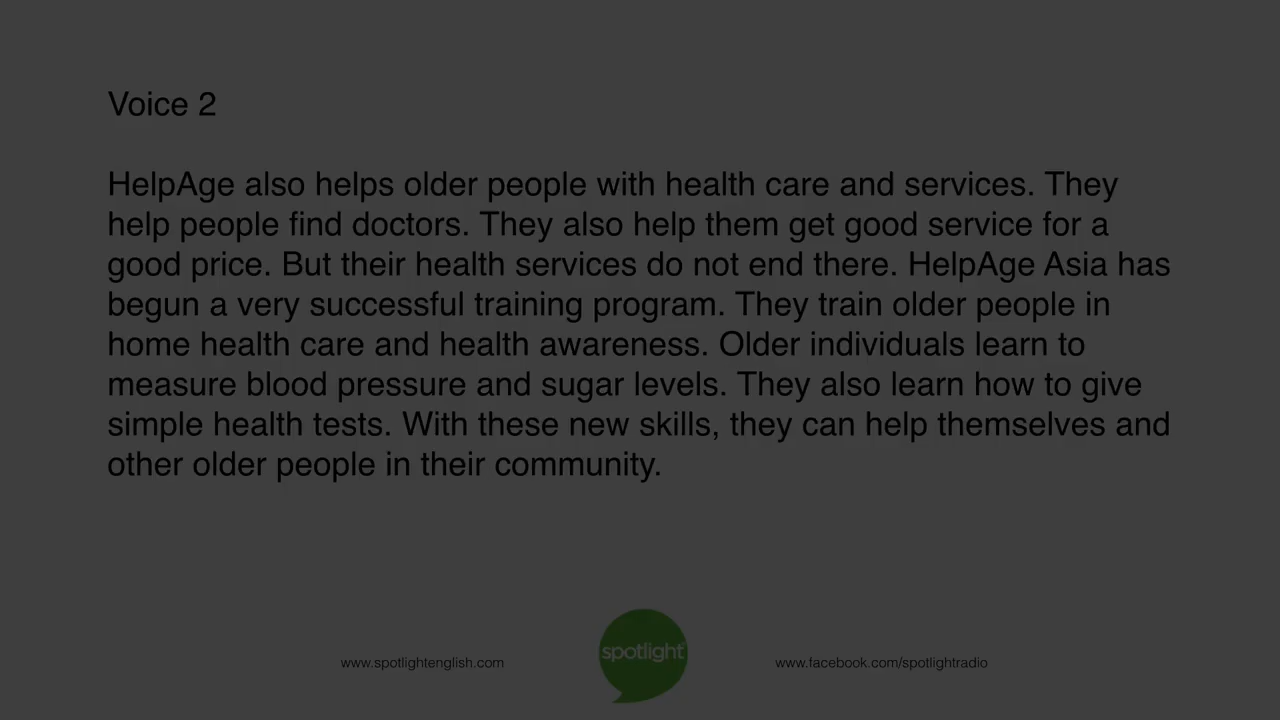 Voice 2
HelpAge also helps older people with health care and services. They
help people find doctors. They also help them get good service for a
good price. But their health services do not end there. HelpAge Asia has
begun a very successful training program. They train older people in
home health care and health awareness. Older individuals learn to
measure blood pressure and sugar levels. They also learn how to give
simple health tests. With these new skills, they can help themselves and
other older people in their community.
www.spotlightenglish.com
spotlight
www.facebook.com/spotlightradio